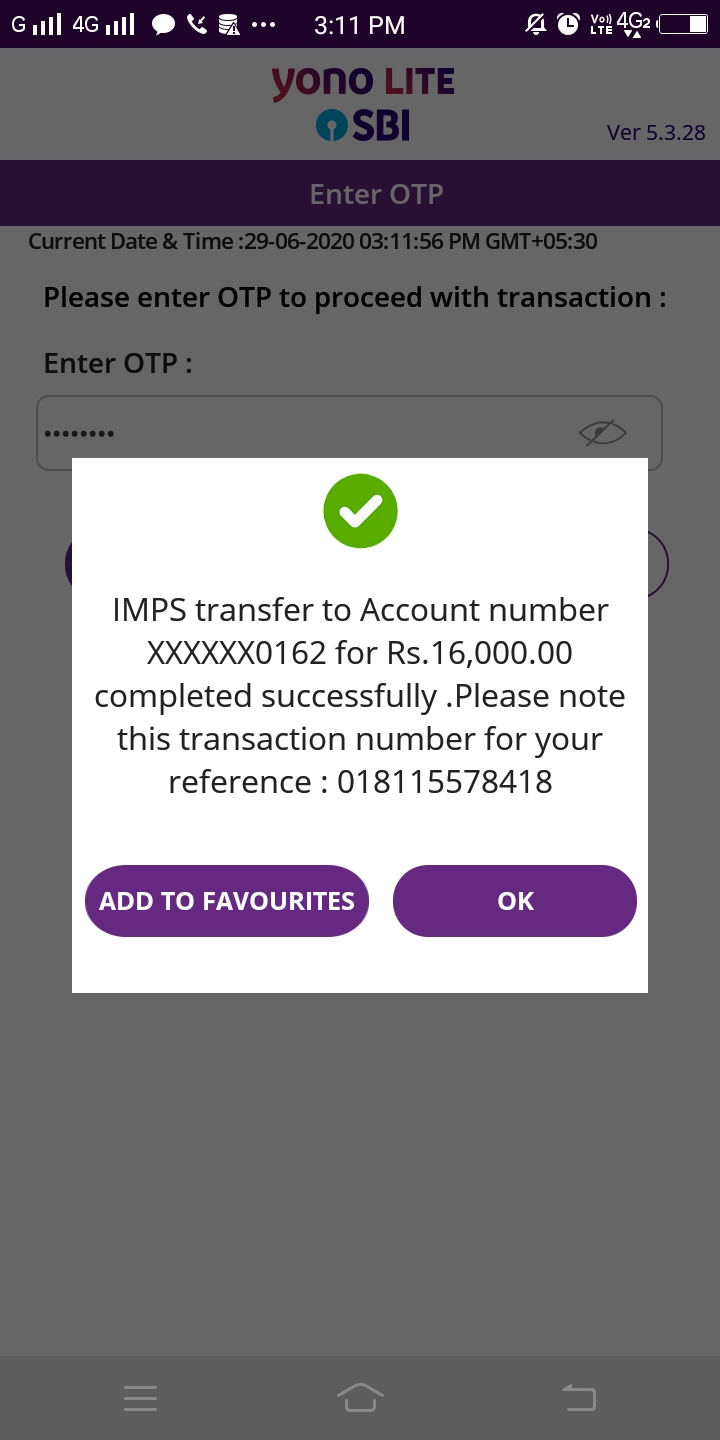 G 4G 3:11 PM Vo)) LTE 4G2
yono LITE
SBI
Ver 5.3.28
Enter OTP
Current Date & Time :29-06-2020 03:11:56 PM GMT+05:30
Please enter OTP to proceed with transaction :
Enter OTP :
••••••••
IMPS transfer to Account number
XXXXXX0162 for Rs.16,000.00
completed successfully .Please note
this transaction number for your
reference : 018115578418
ADD TO FAVOURITES
OK